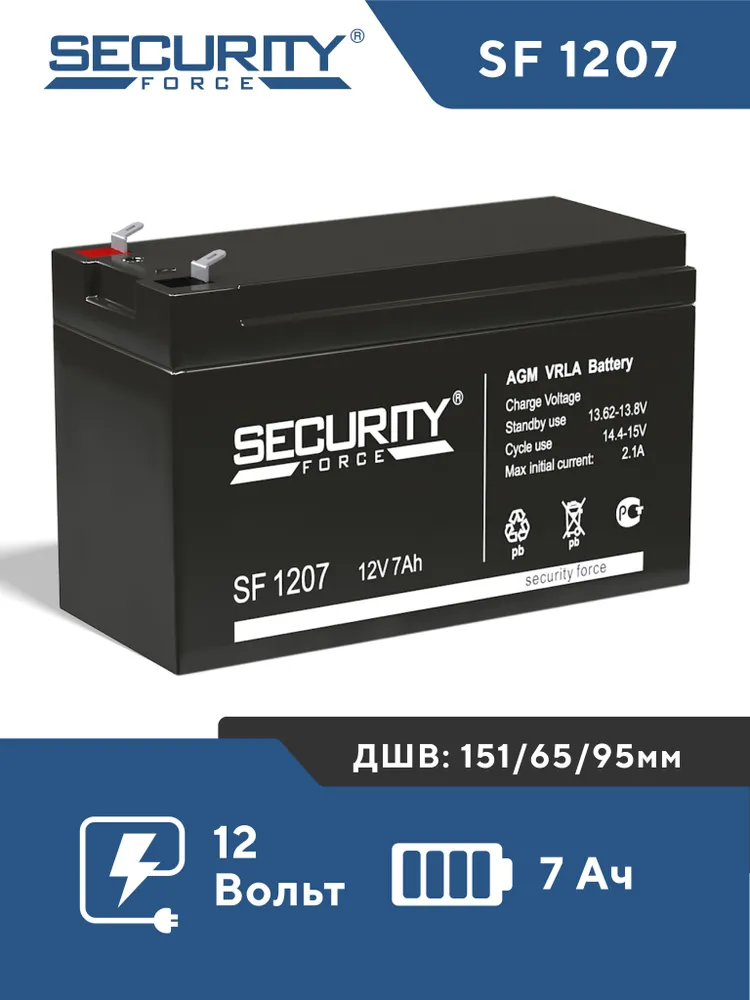 SECURITY®
FORCE
SF 1207
AGM VRLA Battery
Charge Voltage
Standby use 13.62-13.8V
Cycle use 14.4-15V
Max initial current: 2.1A
SECURITY®
FORCE
pb
pb
РСТ
SF 1207 12V 7Ah
security force
ДШВ: 151/65/95мм
12
Вольт
7 Ач